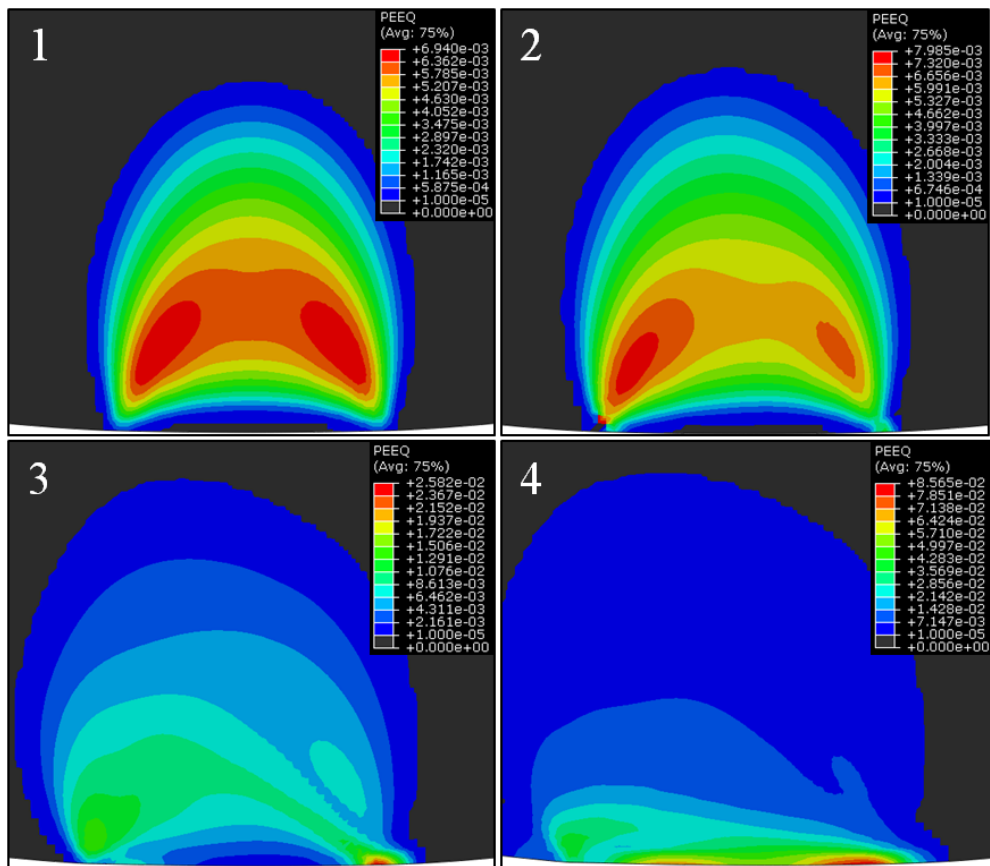 1
PEEQ
(Avg: 75%)
+6.940e-03
+6.362e-03
+5.785e-03
+5.207e-03
+4.630e-03
+4.052e-03
+3.475e-03
+2.897e-03
+2.320e-03
+1.742e-03
+1.165e-03
+5.875e-04
+1.000e-05
+0.000e+00
2
PEEQ
(Avg: 75%)
+7.985e-03
+7.320e-03
+6.656e-03
+5.991e-03
+5.327e-03
+4.662e-03
+3.997e-03
+3.333e-03
+2.668e-03
+2.004e-03
+1.339e-03
+6.746e-04
+1.000e-05
+0.000e+00
3
PEEQ
(Avg: 75%)
+2.582e-02
+2.367e-02
+2.152e-02
+1.937e-02
+1.722e-02
+1.506e-02
+1.291e-02
+1.076e-02
+8.613e-03
+6.462e-03
+4.311e-03
+2.161e-03
+1.000e-05
+0.000e+00
4
PEEQ
(Avg: 75%)
+8.565e-02
+7.851e-02
+7.138e-02
+6.424e-02
+5.710e-02
+4.997e-02
+4.283e-02
+3.569e-02
+2.856e-02
+2.142e-02
+1.428e-02
+7.147e-03
+1.000e-05
+0.000e+00